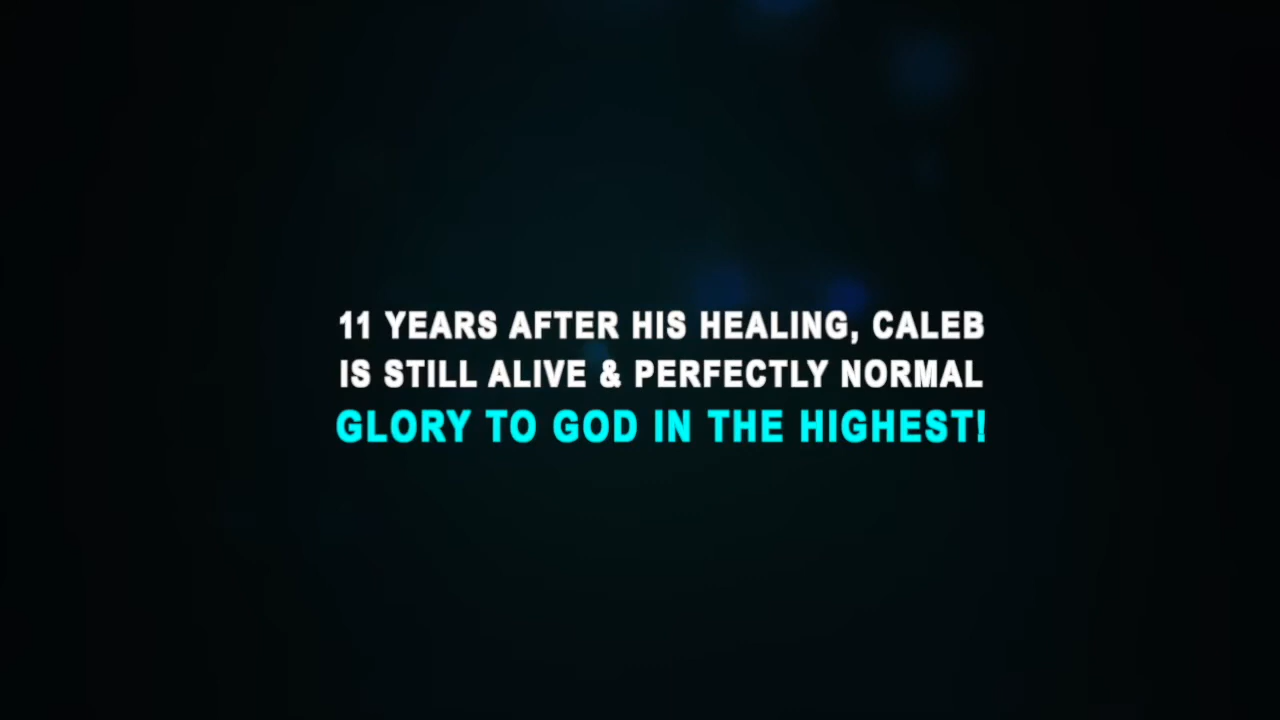 11 YEARS AFTER HIS HEALING, CALEB
IS STILL ALIVE & PERFECTLY NORMAL
GLORY TO GOD IN THE HIGHEST!